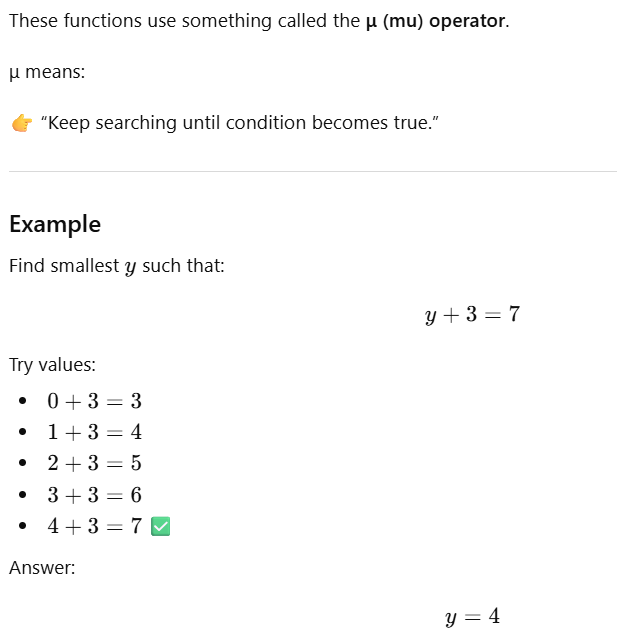 These functions use something called the μ (mu) operator.
μ means:
👉 “Keep searching until condition becomes true.”
Example
Find smallest y such that:
y + 3 = 7
Try values:
• 0 + 3 = 3
• 1 + 3 = 4
• 2 + 3 = 5
• 3 + 3 = 6
• 4 + 3 = 7 ✅
Answer:
y = 4